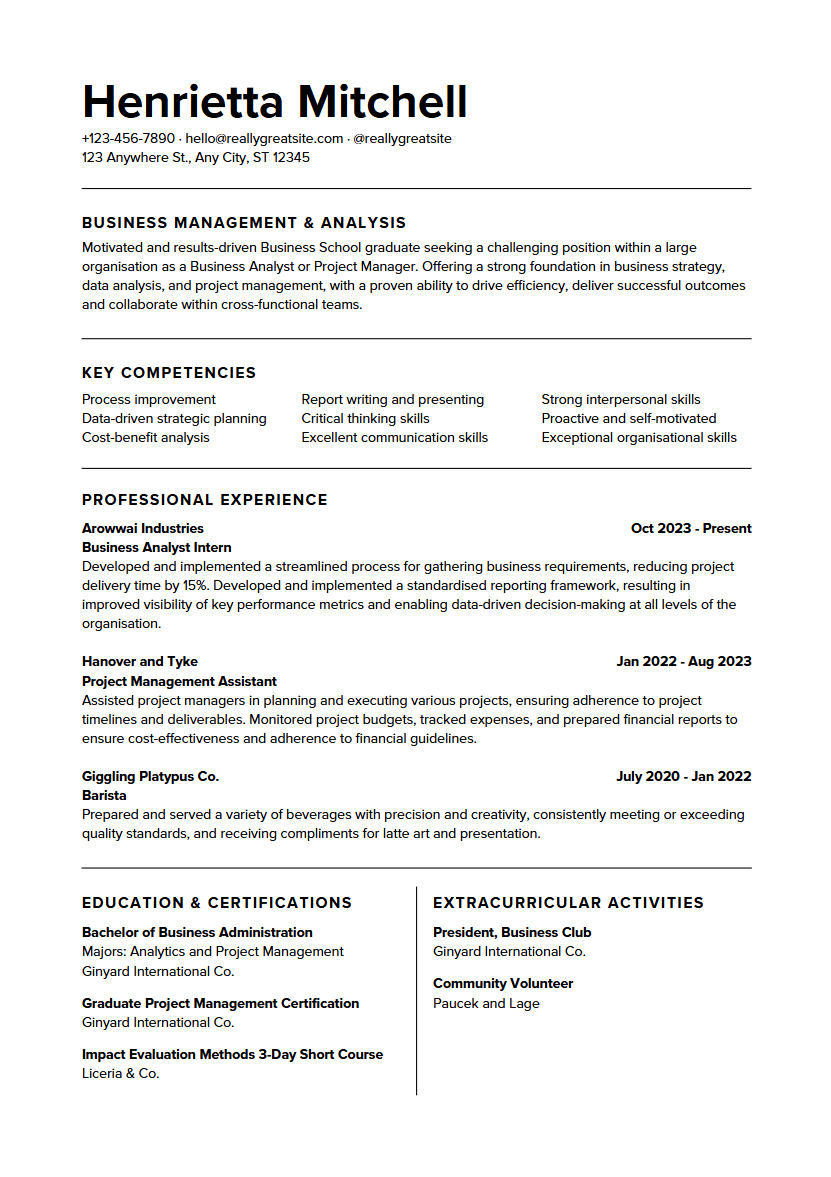 Henrietta Mitchell
+123-456-7890 · hello@reallygreatsite.com · @reallygreatsite
123 Anywhere St., Any City, ST 12345
BUSINESS MANAGEMENT & ANALYSIS
Motivated and results-driven Business School graduate seeking a challenging position within a large
organisation as a Business Analyst or Project Manager. Offering a strong foundation in business strategy,
data analysis, and project management, with a proven ability to drive efficiency, deliver successful outcomes
and collaborate within cross-functional teams.
KEY COMPETENCIES
Process improvement
Data-driven strategic planning
Cost-benefit analysis
Report writing and presenting
Critical thinking skills
Excellent communication skills
Strong interpersonal skills
Proactive and self-motivated
Exceptional organisational skills
PROFESSIONAL EXPERIENCE
Arowwai Industries Oct 2023 - Present
Business Analyst Intern
Developed and implemented a streamlined process for gathering business requirements, reducing project
delivery time by 15%. Developed and implemented a standardised reporting framework, resulting in
improved visibility of key performance metrics and enabling data-driven decision-making at all levels of the
organisation.
Hanover and Tyke Jan 2022 - Aug 2023
Project Management Assistant
Assisted project managers in planning and executing various projects, ensuring adherence to project
timelines and deliverables. Monitored project budgets, tracked expenses, and prepared financial reports to
ensure cost-effectiveness and adherence to financial guidelines.
Giggling Platypus Co. July 2020 - Jan 2022
Barista
Prepared and served a variety of beverages with precision and creativity, consistently meeting or exceeding
quality standards, and receiving compliments for latte art and presentation.
EDUCATION & CERTIFICATIONS
Bachelor of Business Administration
Majors: Analytics and Project Management
Ginyard International Co.
Graduate Project Management Certification
Ginyard International Co.
Impact Evaluation Methods 3-Day Short Course
Liceria & Co.
EXTRACURRICULAR ACTIVITIES
President, Business Club
Ginyard International Co.
Community Volunteer
Paucek and Lage